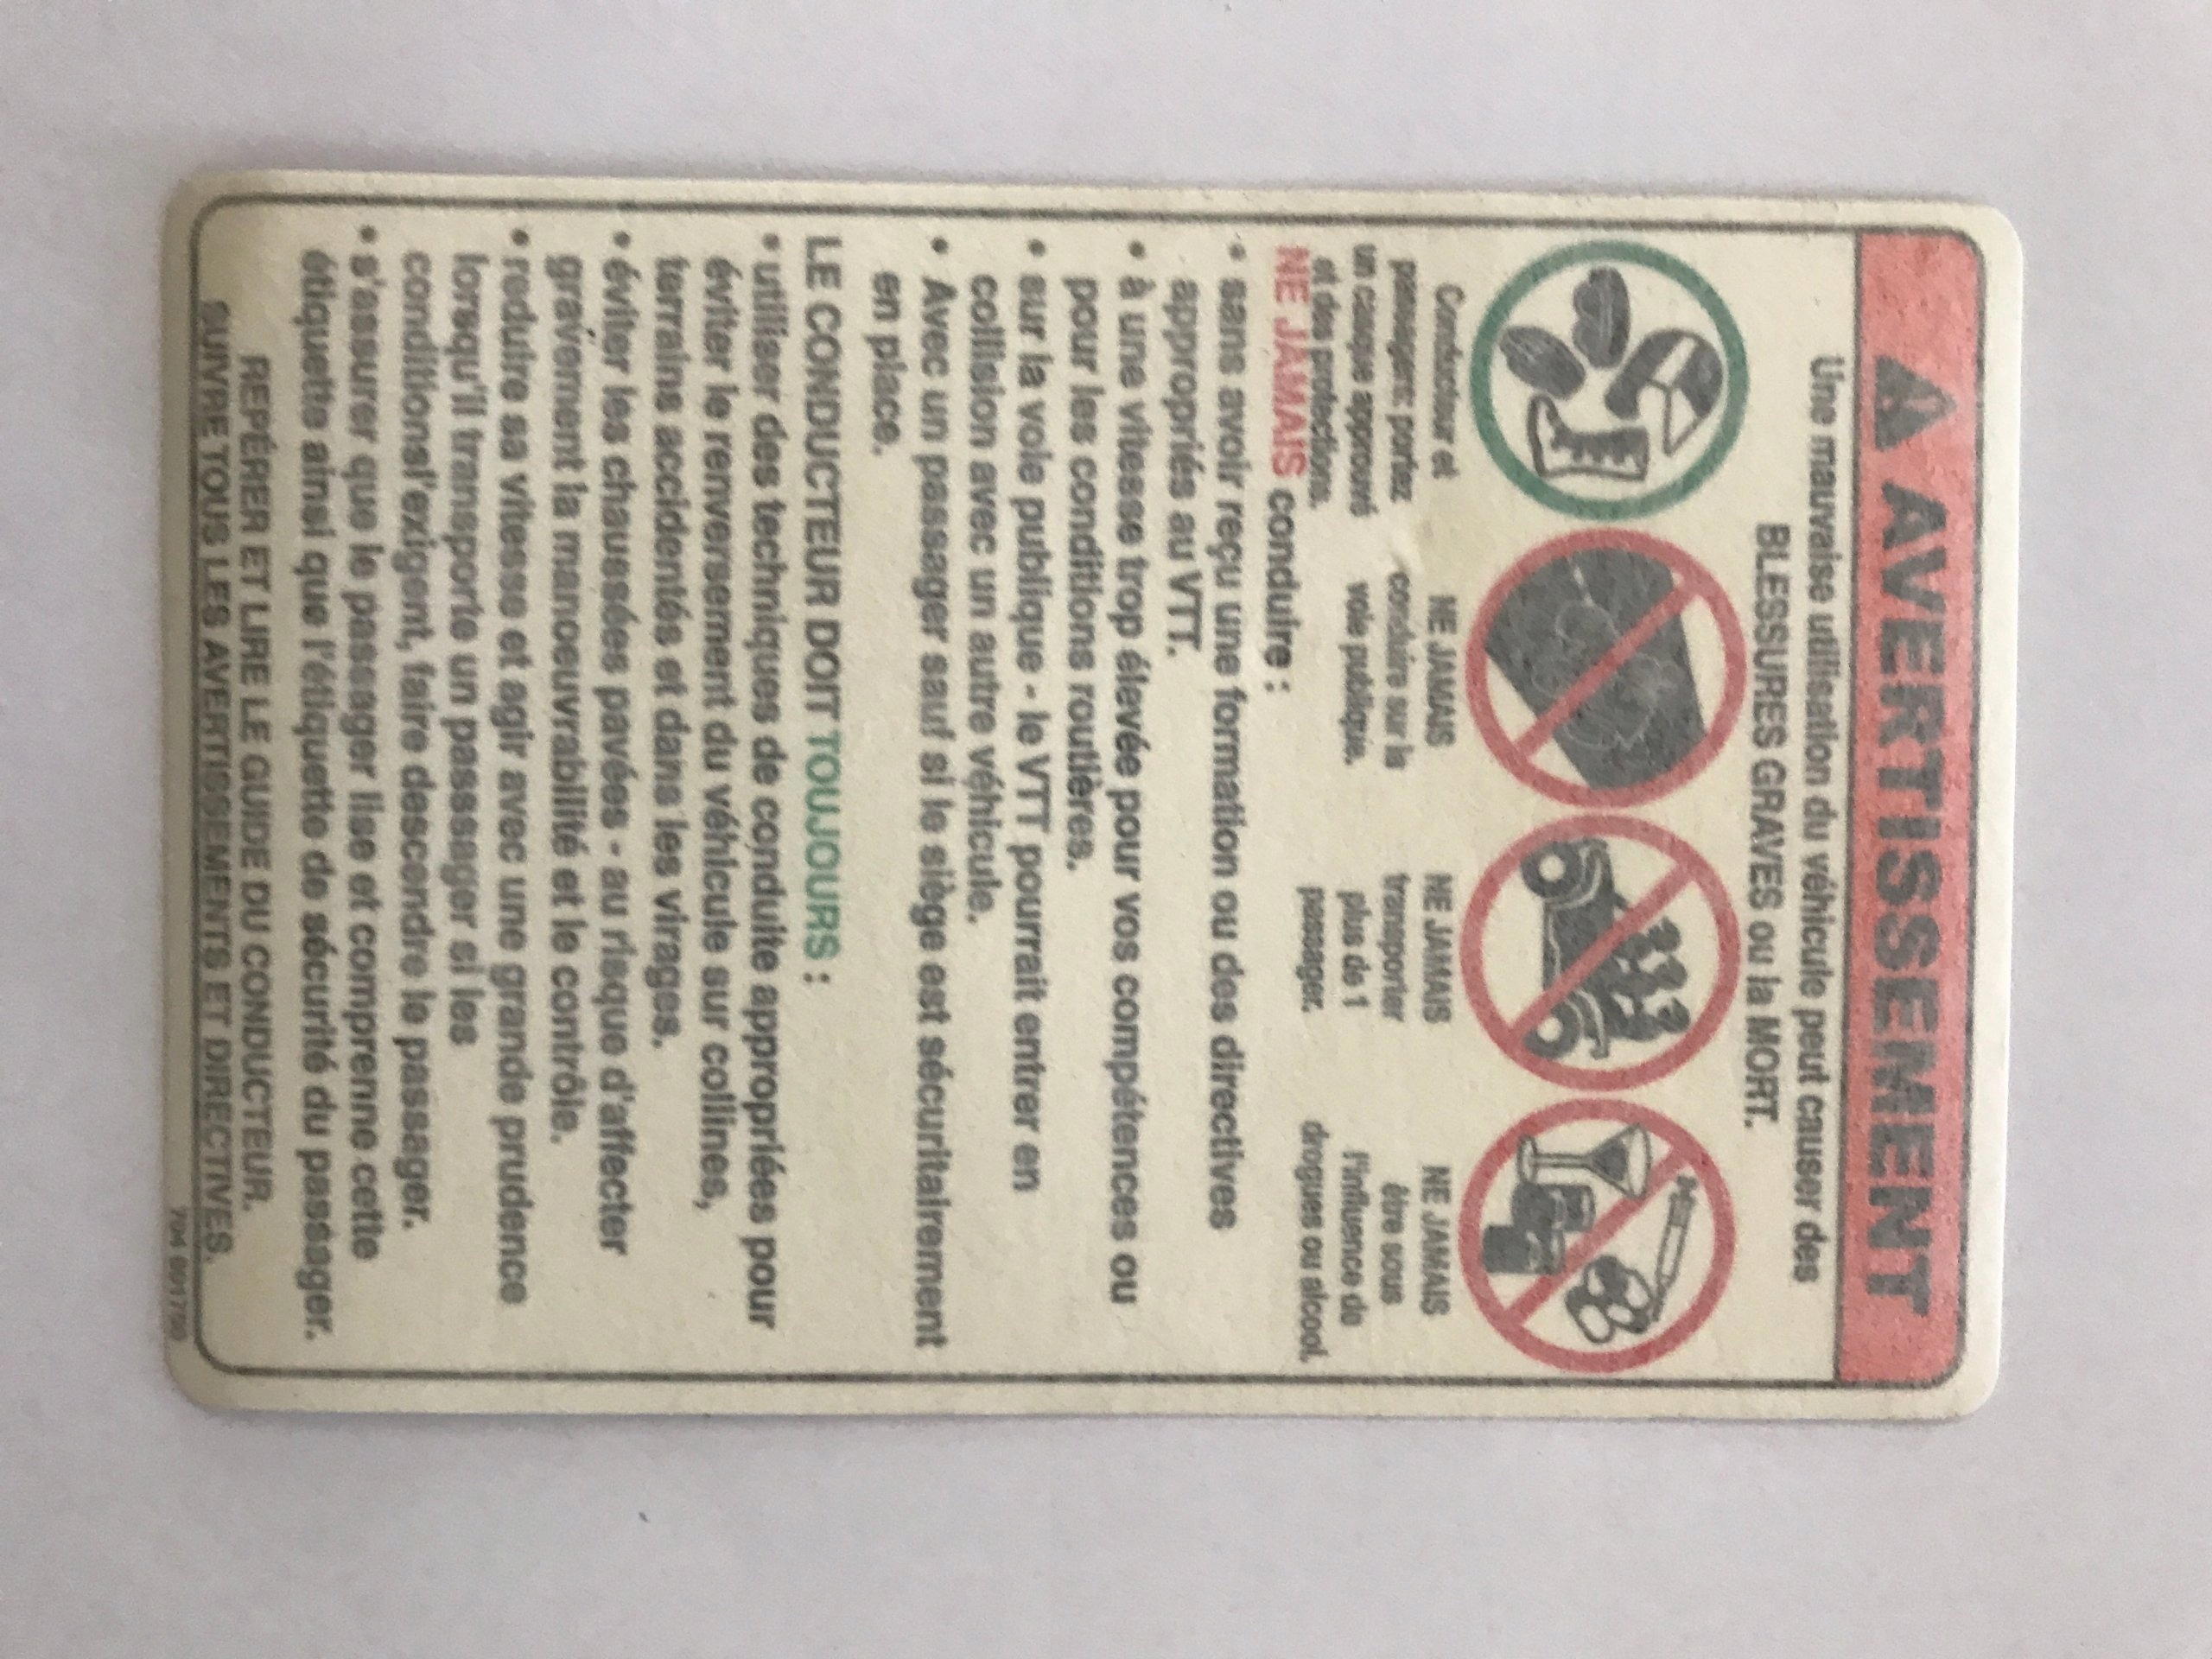 AVERTISSEMENT
Une mauvaise utilisation du véhicule peut causer des
BLESSURES GRAVES ou la MORT.
Conducteur et
passagers: portez
un casque approuvé
et des protections.
NE JAMAIS
conduire sur la
voie publique.
NE JAMAIS
transporter
plus de 1
passager.
NE JAMAIS
être sous
l'influence de
drogues ou alcool.
NE JAMAIS conduire :
• sans avoir reçu une formation ou des directives
appropriés au VTT.
• à une vitesse trop élevée pour vos compétences ou
pour les conditions routières.
• sur la voie publique - le VTT pourrait entrer en
collision avec un autre véhicule.
• Avec un passager sauf si le siège est sécuritairement
en place.
LE CONDUCTEUR DOIT TOUJOURS :
• utiliser des techniques de conduite appropriées pour
éviter le renversement du véhicule sur collines,
terrains accidentés et dans les virages.
• éviter les chaussées pavées - au risque d'affecter
gravement la manoeuvrabilité et le contrôle.
• reduire sa vitesse et agir avec une grande prudence
lorsqu'il transporte un passsager si les
conditionsl'exigent, faire descendre le passager.
• s'assurer que le passager lise et comprenne cette
étiquette ainsi que l'étiquette de sécurité du passager.
REPÉRER ET LIRE LE GUIDE DU CONDUCTEUR.
SUIVRE TOUS LES AVERTISSEMENTS ET DIRECTIVES.